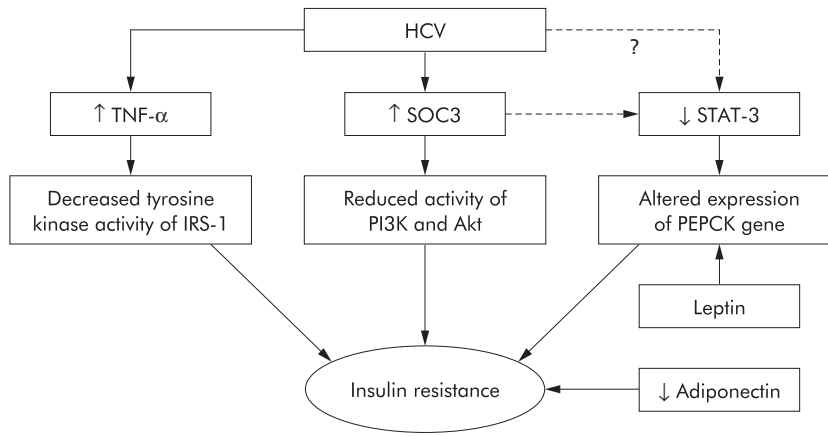 HCV
?
↑ TNF-α
↑ SOC3
↓ STAT-3
Decreased tyrosine
kinase activity of IRS-1
Reduced activity of
PI3K and Akt
Altered expression
of PEPCK gene
Leptin
Insulin resistance
↓ Adiponectin